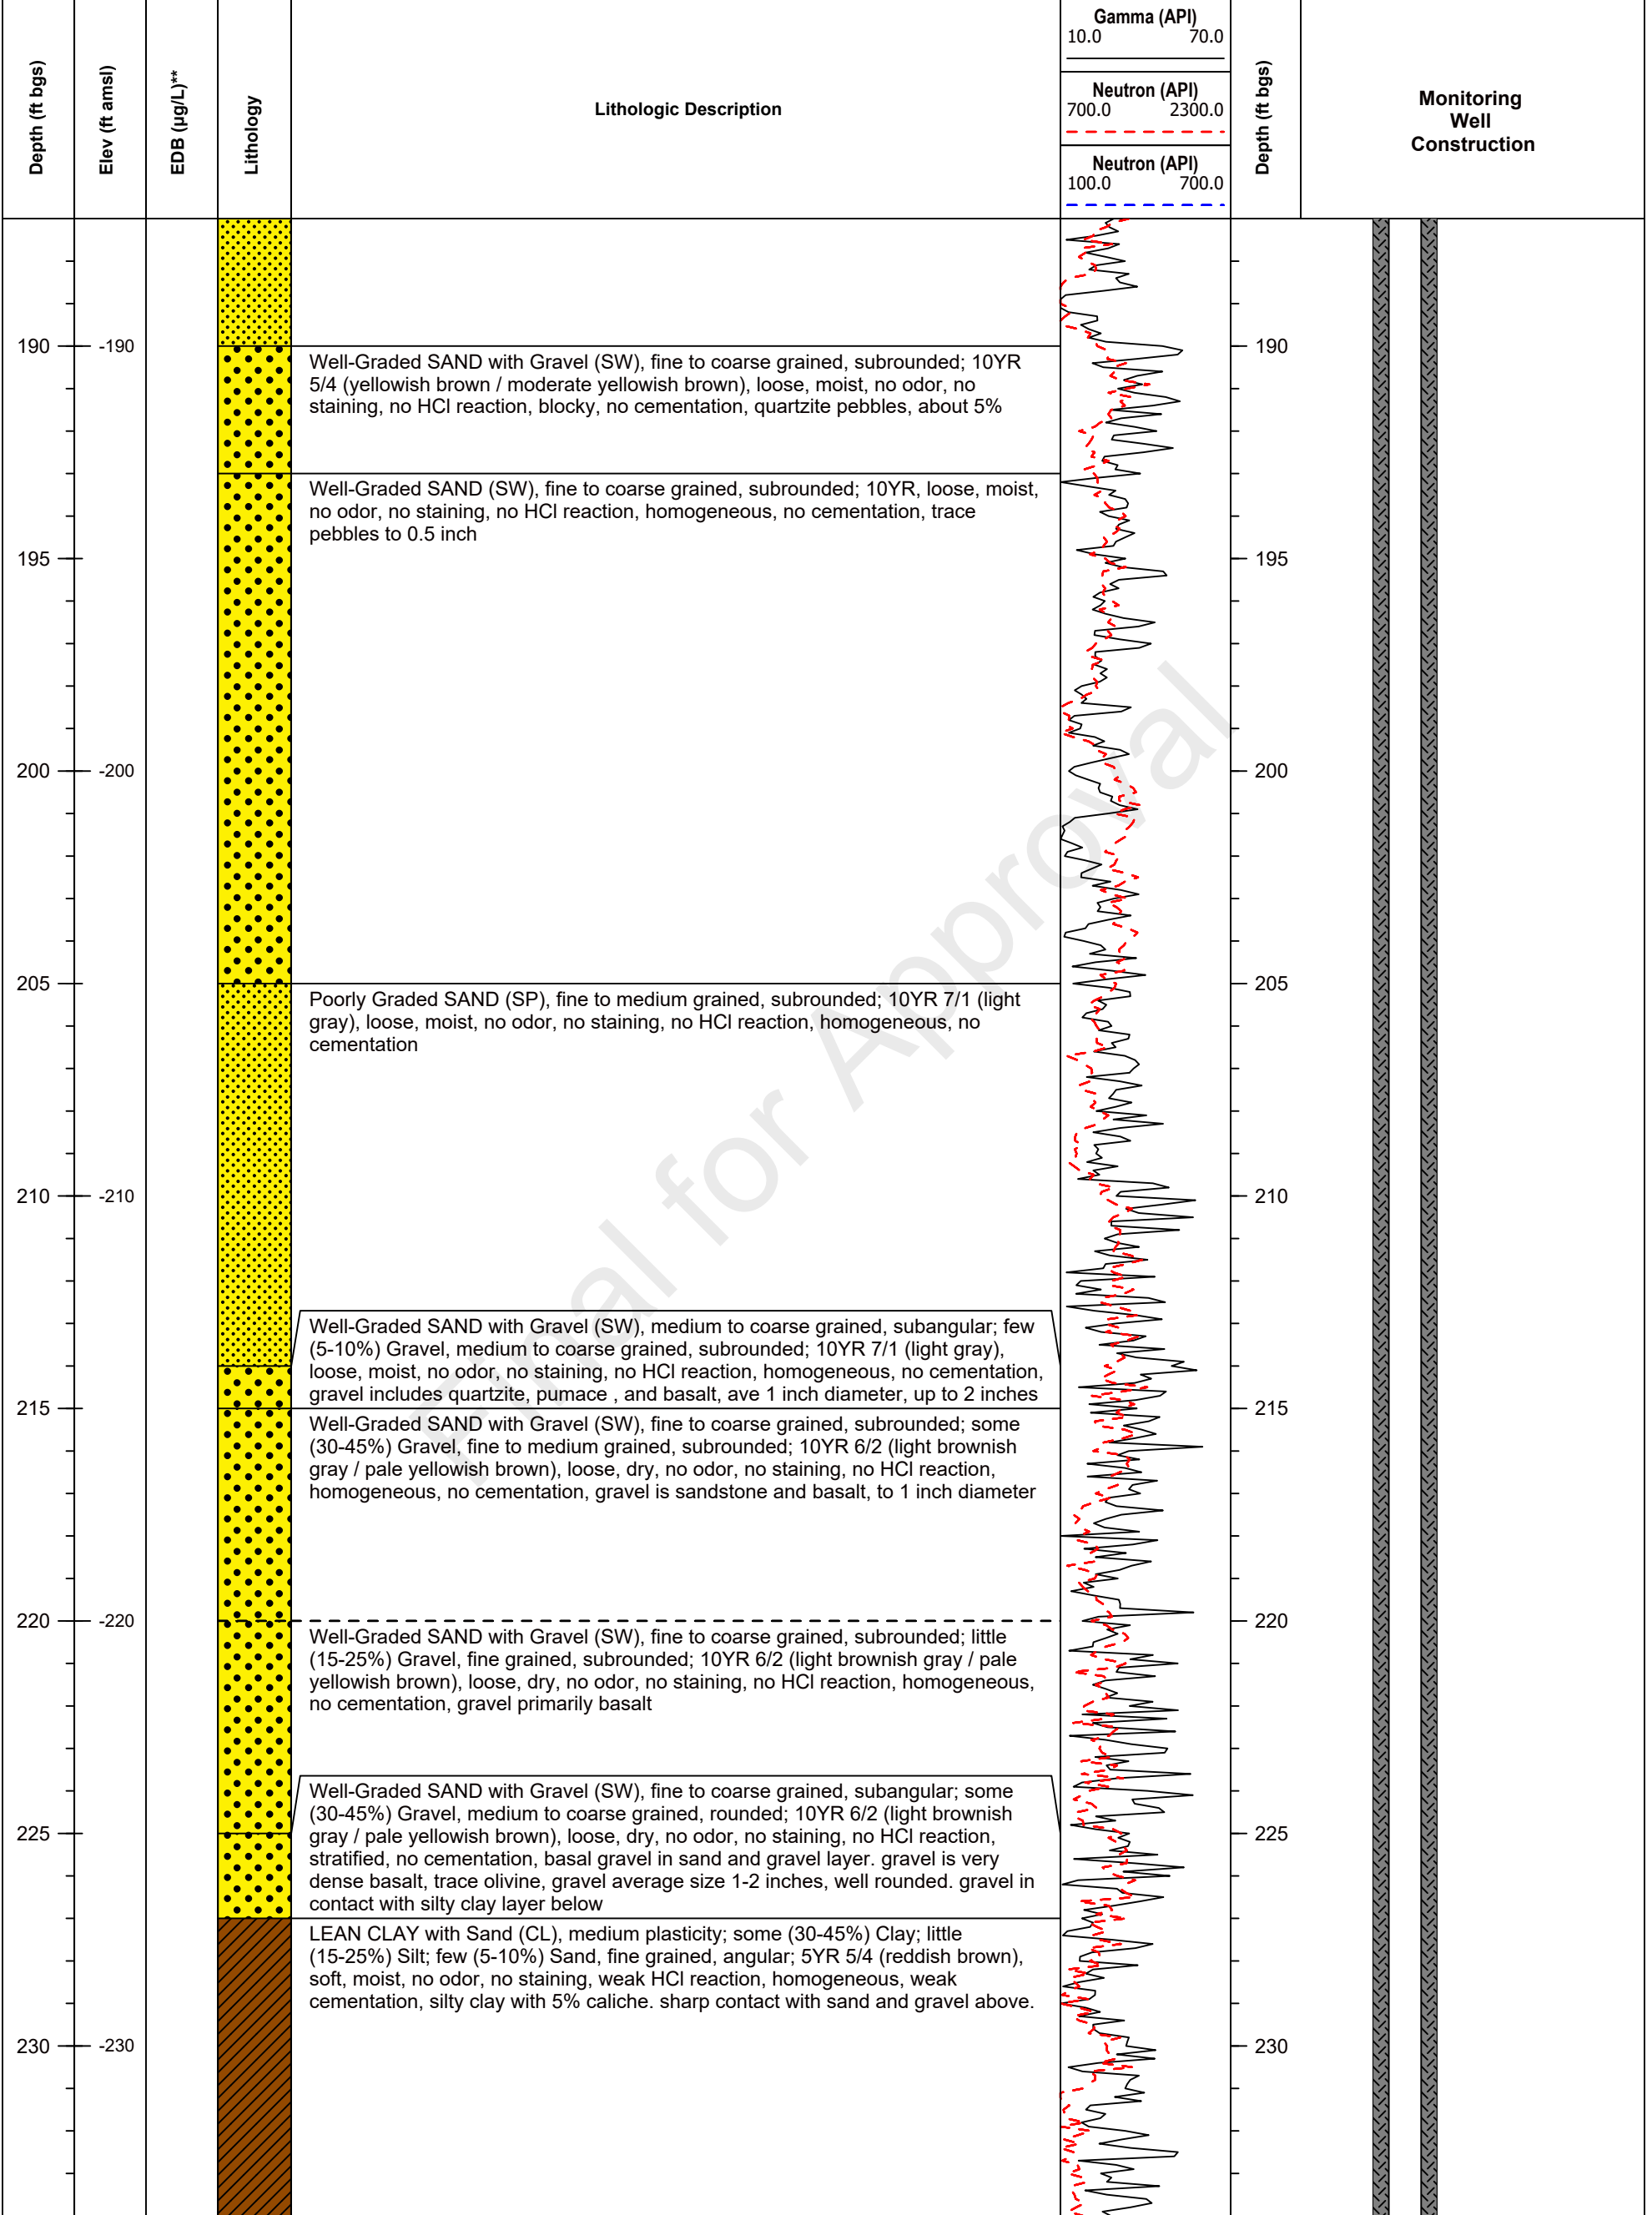 Depth (ft bgs)
Elev (ft amsl)
EDB (µg/L)**
Lithology
Lithologic Description
Gamma (API)
10.0 70.0
Neutron (API)
700.0 2300.0
Neutron (API)
100.0 700.0
Depth (ft bgs)
Monitoring
Well
Construction
190 -190 190
Well-Graded SAND with Gravel (SW), fine to coarse grained, subrounded; 10YR
5/4 (yellowish brown / moderate yellowish brown), loose, moist, no odor, no
staining, no HCl reaction, blocky, no cementation, quartzite pebbles, about 5%
Well-Graded SAND (SW), fine to coarse grained, subrounded; 10YR, loose, moist,
no odor, no staining, no HCl reaction, homogeneous, no cementation, trace
pebbles to 0.5 inch
195 195
200 -200 200
205 205
Poorly Graded SAND (SP), fine to medium grained, subrounded; 10YR 7/1 (light
gray), loose, moist, no odor, no staining, no HCl reaction, homogeneous, no
cementation
210 -210 210
Well-Graded SAND with Gravel (SW), medium to coarse grained, subangular; few
(5-10%) Gravel, medium to coarse grained, subrounded; 10YR 7/1 (light gray),
loose, moist, no odor, no staining, no HCl reaction, homogeneous, no cementation,
gravel includes quartzite, pumace , and basalt, ave 1 inch diameter, up to 2 inches
215 215
Well-Graded SAND with Gravel (SW), fine to coarse grained, subrounded; some
(30-45%) Gravel, fine to medium grained, subrounded; 10YR 6/2 (light brownish
gray / pale yellowish brown), loose, dry, no odor, no staining, no HCl reaction,
homogeneous, no cementation, gravel is sandstone and basalt, to 1 inch diameter
220 -220 220
Well-Graded SAND with Gravel (SW), fine to coarse grained, subrounded; little
(15-25%) Gravel, fine grained, subrounded; 10YR 6/2 (light brownish gray / pale
yellowish brown), loose, dry, no odor, no staining, no HCl reaction, homogeneous,
no cementation, gravel primarily basalt
Well-Graded SAND with Gravel (SW), fine to coarse grained, subangular; some
(30-45%) Gravel, medium to coarse grained, rounded; 10YR 6/2 (light brownish
gray / pale yellowish brown), loose, dry, no odor, no staining, no HCl reaction,
stratified, no cementation, basal gravel in sand and gravel layer. gravel is very
dense basalt, trace olivine, gravel average size 1-2 inches, well rounded. gravel in
contact with silty clay layer below
225 225
LEAN CLAY with Sand (CL), medium plasticity; some (30-45%) Clay; little
(15-25%) Silt; few (5-10%) Sand, fine grained, angular; 5YR 5/4 (reddish brown),
soft, moist, no odor, no staining, weak HCl reaction, homogeneous, weak
cementation, silty clay with 5% caliche. sharp contact with sand and gravel above.
230 -230 230
Final for Approval